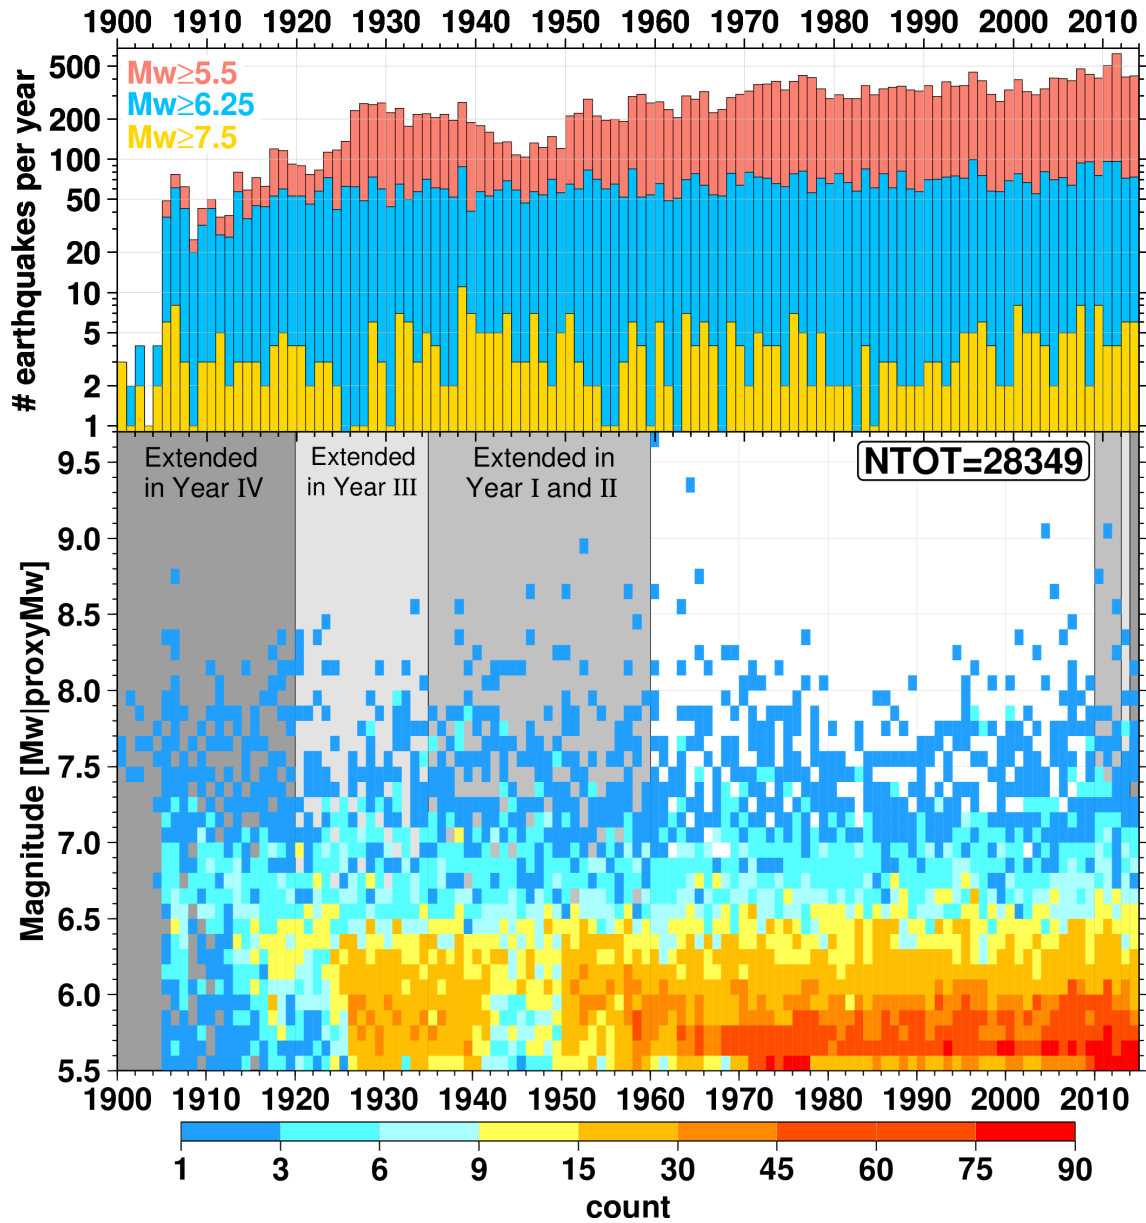 1900 1910 1920 1930 1940 1950 1960 1970 1980 1990 2000 2010
# earthquakes per year
500
200
100
50
20
10
5
2
1
Mw≥5.5
Mw≥6.25
Mw≥7.5
Magnitude [Mw|proxyMw]
9.5
9.0
8.5
8.0
7.5
7.0
6.5
6.0
5.5
Extended
in Year IV
Extended
in Year III
Extended in
Year I and II
NTOT=28349
1900 1910 1920 1930 1940 1950 1960 1970 1980 1990 2000 2010
1 3 6 9 15 30 45 60 75 90
count